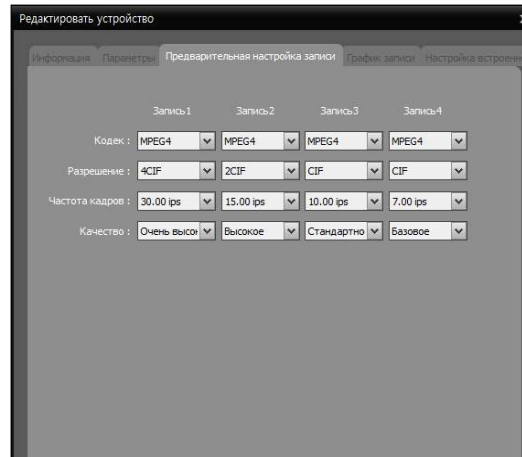 Редактировать устройство
Информация Параметры Предварительная настройка записи График записи Настройка встроенн
Запись1 Запись2 Запись3 Запись4
Кодек : MPEG4 MPEG4 MPEG4 MPEG4
Разрешение : 4CIF 2CIF CIF CIF
Частота кадров : 30.00 ips 15.00 ips 10.00 ips 7.00 ips
Качество : Очень высок Высокое Стандартно Базовое